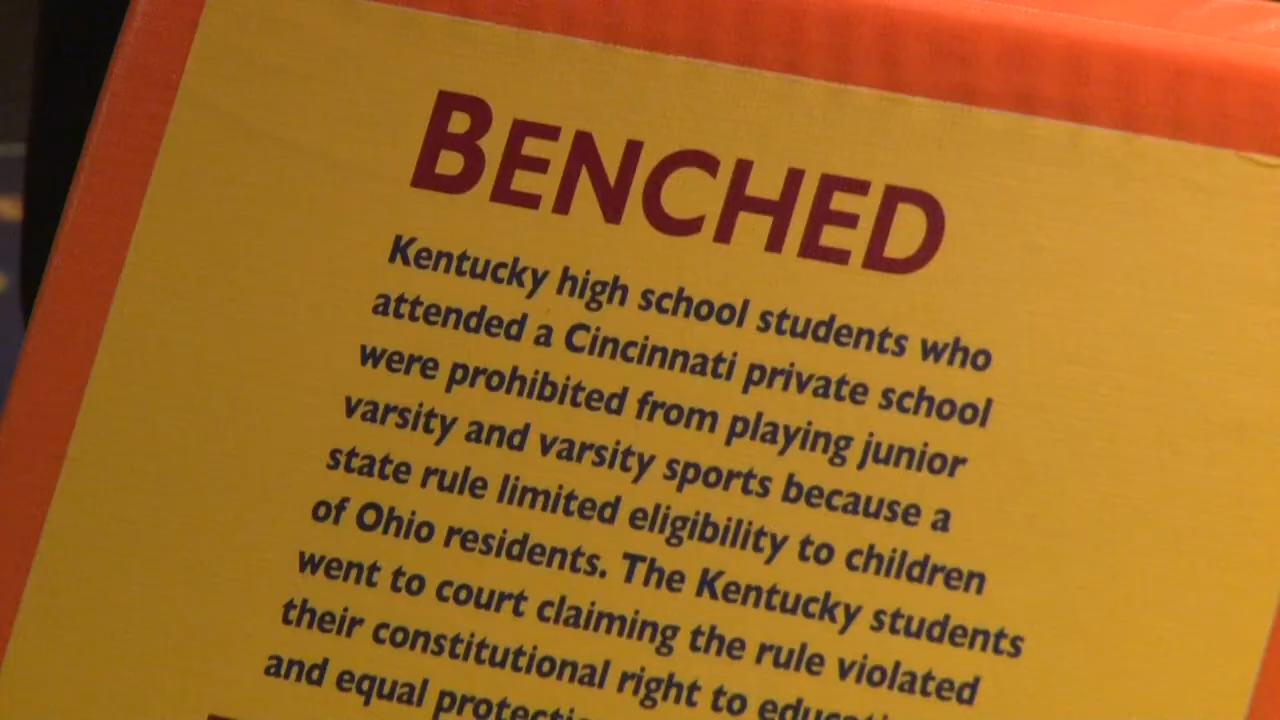 BENCHED
Kentucky high school students who
attended a Cincinnati private school
were prohibited from playing junior
varsity and varsity sports because a
state rule limited eligibility to children
of Ohio residents. The Kentucky students
went to court claiming the rule violated
their constitutional right to
and equal